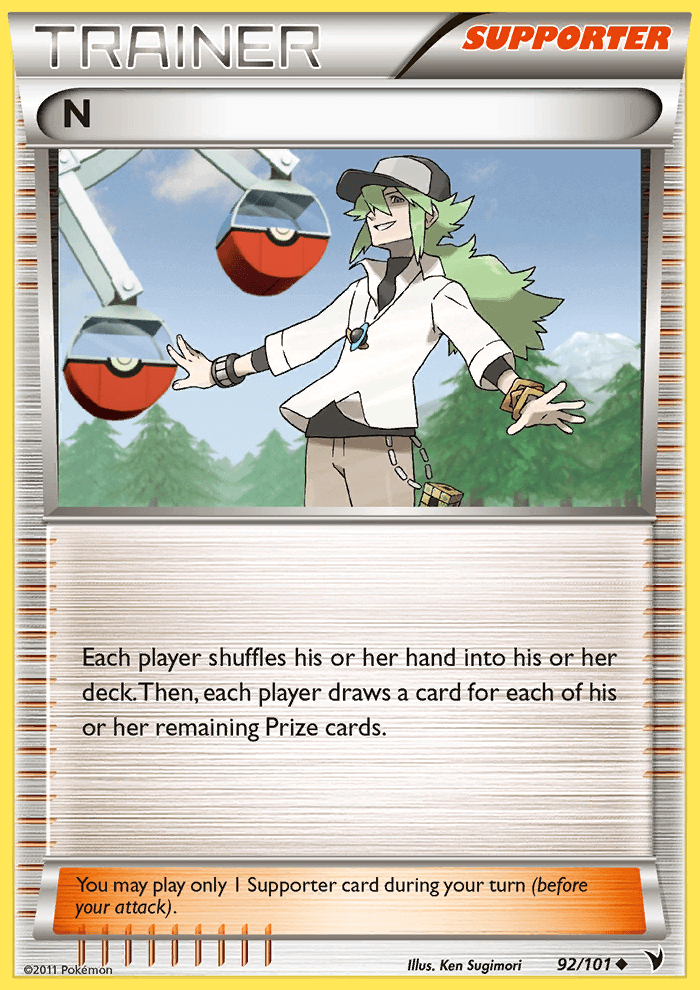 TRAINER
SUPPORTER
N
Each player shuffles his or her hand into his or her
deck.Then, each player draws a card for each of his
or her remaining Prize cards.
You may play only 1 Supporter card during your turn (before
your attack).
©2011 Pokémon
Illus. Ken Sugimori
92/101